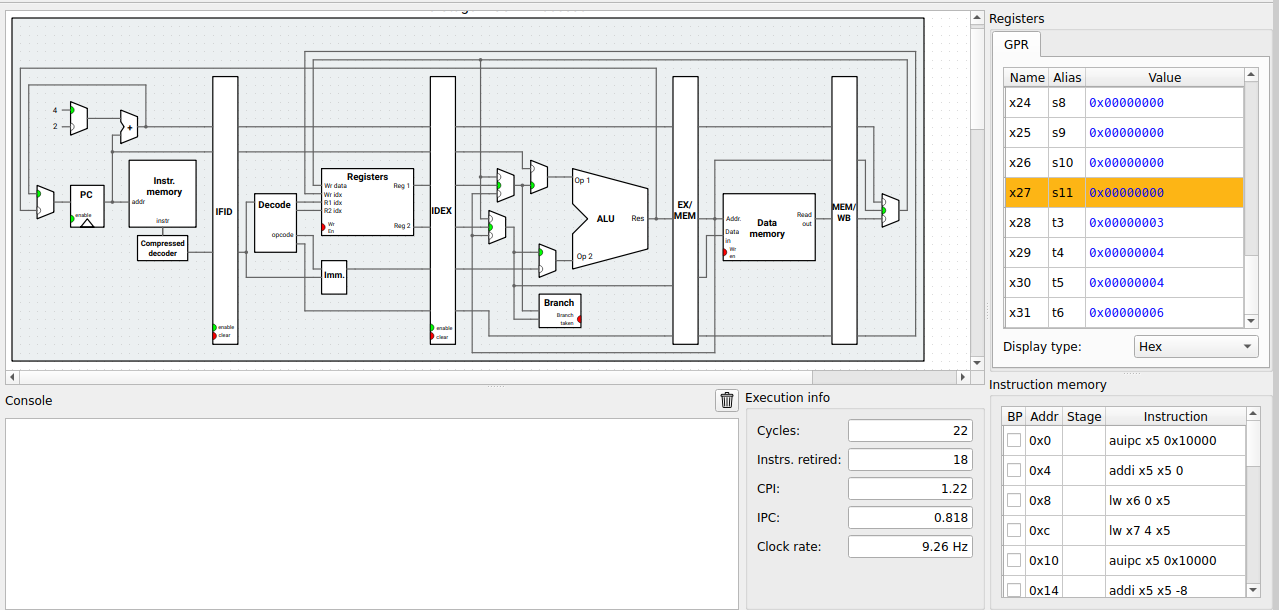 4
2
+
PC
enable
Instr.
memory
addr
instr
Compressed
decoder
IFID
enable
clear
Decode
opcode
Registers
Wr data
Wr idx
R1 idx
R2 idx
Wr
En
Reg 1
Reg 2
Imm.
IDEX
enable
clear
Op 1
ALU
Res
Op 2
Branch
Branch
taken
EX/
MEM
Addr.
Data
in
Wr
en
Data
memory
Read
out
MEM/
WB
Registers
GPR
Name Alias Value
x24 s8 0x00000000
x25 s9 0x00000000
x26 s10 0x00000000
x27 s11 0x00000000
x28 t3 0x00000003
x29 t4 0x00000004
x30 t5 0x00000004
x31 t6 0x00000006
Display type: Hex
Console
Execution info
Cycles: 22
Instrs. retired: 18
CPI: 1.22
IPC: 0.818
Clock rate: 9.26 Hz
Instruction memory
BP Addr Stage Instruction
0x0 auipc x5 0x10000
0x4 addi x5 x5 0
0x8 lw x6 0 x5
0xc lw x7 4 x5
0x10 auipc x5 0x10000
0x14 addi x5 x5 -8